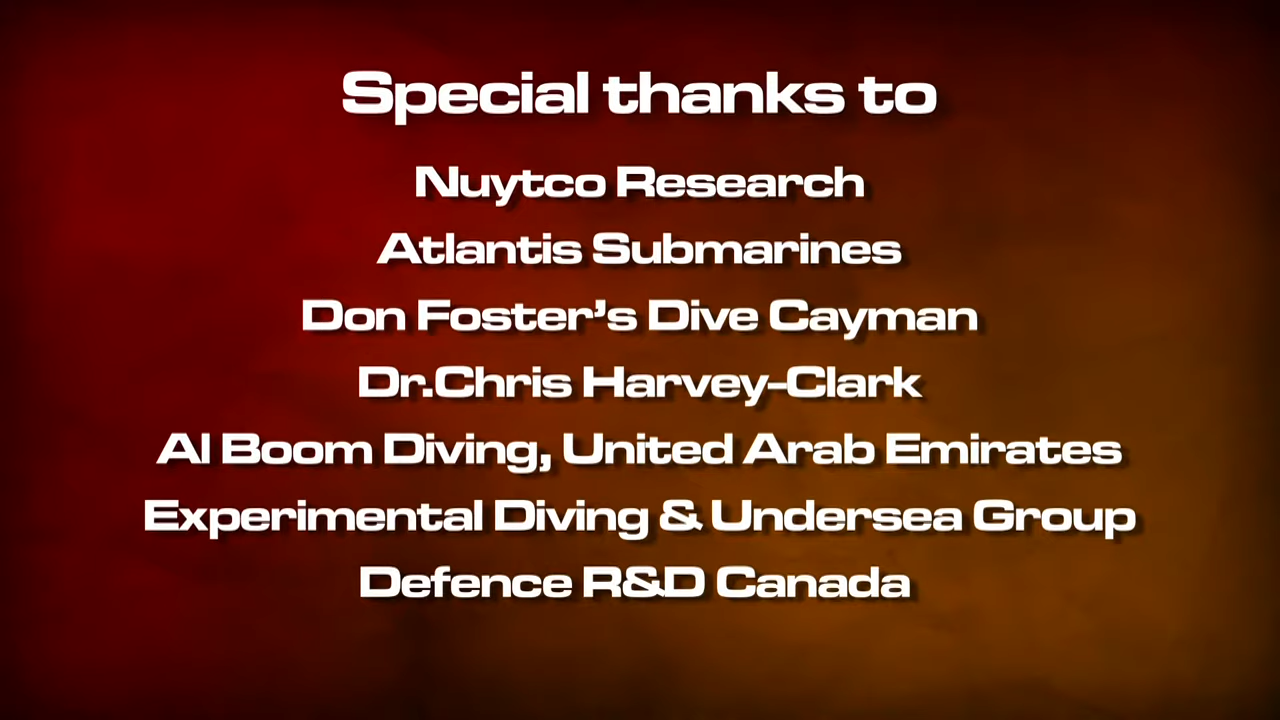 Special thanks to
Nuytco Research
Atlantis Submarines
Don Foster's Dive Cayman
Dr.Chris Harvey-Clark
Al Boom Diving, United Arab Emirates
Experimental Diving & Undersea Group
Defence R&D Canada